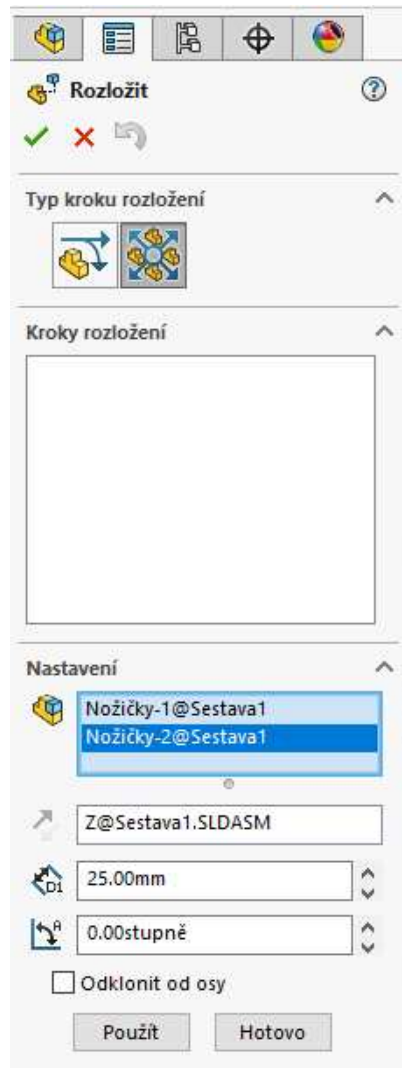 Rozložit
Typ kroku rozložení
Kroky rozložení
Nastavení
Nožičky-1@Sestava1
Nožičky-2@Sestava1
Z@Sestava1.SLDASM
D1
25.00mm
A
0.00stupně
Odklonit od osy
Použít Hotovo